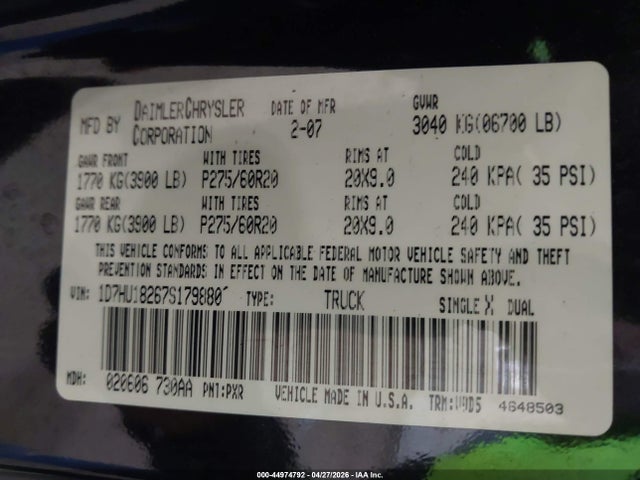 MFD BY DAIMLERCHRYSLER CORPORATION DATE OF MFR 2-07 GVWR 3040 KG(06700 LB)
GAWR FRONT WITH TIRES RIMS AT COLD
1770 KG(3900 LB) P275/60R20 20X9.0 240 KPA( 35 PSI)
GAWR REAR WITH TIRES RIMS AT COLD
1770 KG(3900 LB) P275/60R20 20X9.0 240 KPA( 35 PSI)
THIS VEHICLE CONFORMS TO ALL APPLICABLE FEDERAL MOTOR VEHICLE SAFETY AND THEFT
PREVENTION STANDARDS IN EFFECT ON THE DATE OF MANUFACTURE SHOWN ABOVE.
VIN: TYPE: TRUCK SINGLE X DUAL
MDH: 020606 730AA PNT:PXR VEHICLE MADE IN U.S.A. TRM: 4648503
000-44974792 - 04/27/2026 - IAA Inc.